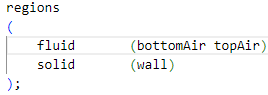 regions
(
    fluid        (bottomAir topAir)
    solid        (wall)
);